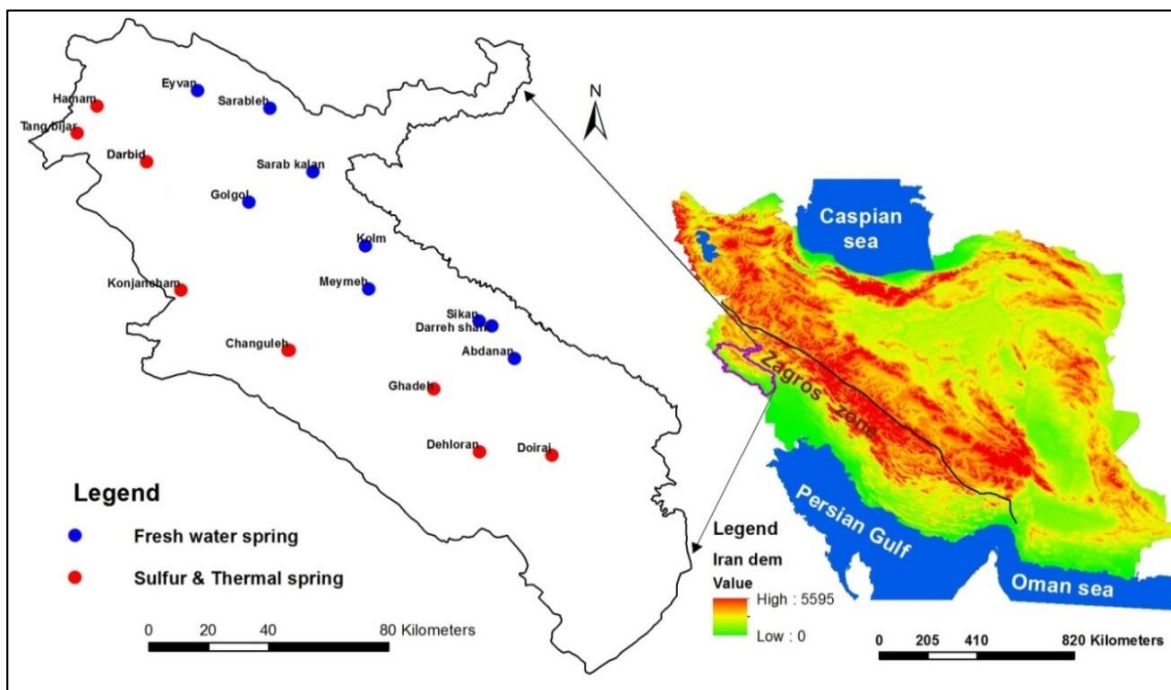 Eyvan
Hamam
Sarableh
Tang bijar
Darbid
Sarab kalan
Golgol
Kolm
Konjancham
Meymeh
Sikan
Darreh shahr
Changuleh
Abdanan
Ghadeh
Dehloran
Doiraj
Legend
Fresh water spring
Sulfur & Thermal spring
0 20 40 80 Kilometers
N
Caspian
sea
Zagros zone
Persian Gulf
Oman sea
Legend
Iran dem
Value
High : 5595
Low : 0
0 205 410 820 Kilometers